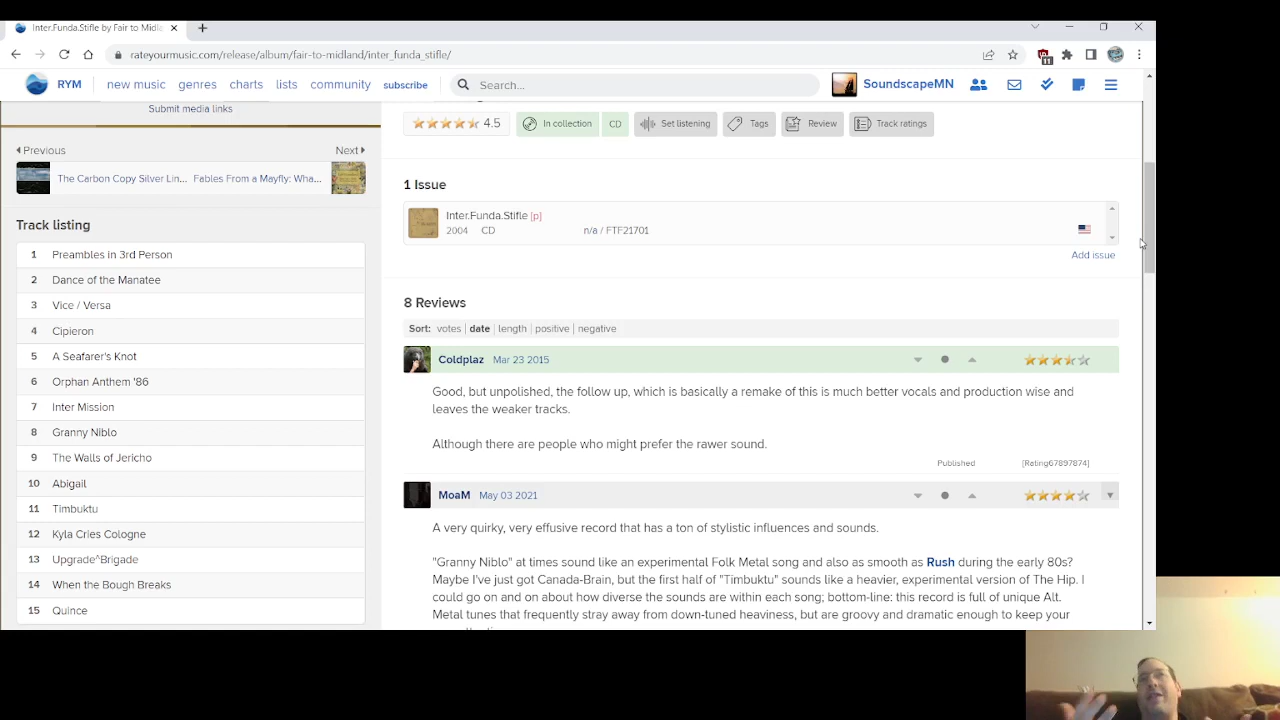 Inter.Funda.Stifle by Fair to Midla
rateyourmusic.com/release/album/fair-to-midland/inter_funda_stifle/
11
RYM new music genres charts lists community subscribe Search... SoundscapeMN
Submit media links
Previous Next
The Carbon Copy Silver Lin... Fables From a Mayfly: Wha...
Track listing
1 Preambles in 3rd Person
2 Dance of the Manatee
3 Vice / Versa
4 Cipieron
5 A Seafarer's Knot
6 Orphan Anthem '86
7 Inter Mission
8 Granny Niblo
9 The Walls of Jericho
10 Abigail
11 Timbuktu
12 Kyla Cries Cologne
13 Upgrade^Brigade
14 When the Bough Breaks
15 Quince
4.5 In collection CD Set listening Tags Review Track ratings
1 Issue
Inter.Funda.Stifle [p]
2004 CD n/a / FTF21701
Add issue
8 Reviews
Sort: votes | date | length | positive | negative
Coldplaz Mar 23 2015
Good, but unpolished, the follow up, which is basically a remake of this is much better vocals and production wise and
leaves the weaker tracks.
Although there are people who might prefer the rawer sound.
Published [Rating67897874]
MoaM May 03 2021
A very quirky, very effusive record that has a ton of stylistic influences and sounds.
"Granny Niblo" at times sound like an experimental Folk Metal song and also as smooth as Rush during the early 80s?
Maybe I've just got Canada-Brain, but the first half of "Timbuktu" sounds like a heavier, experimental version of The Hip. I
could go on and on about how diverse the sounds are within each song; bottom-line: this record is full of unique Alt.
Metal tunes that frequently stray away from down-tuned heaviness, but are groovy and dramatic enough to keep your